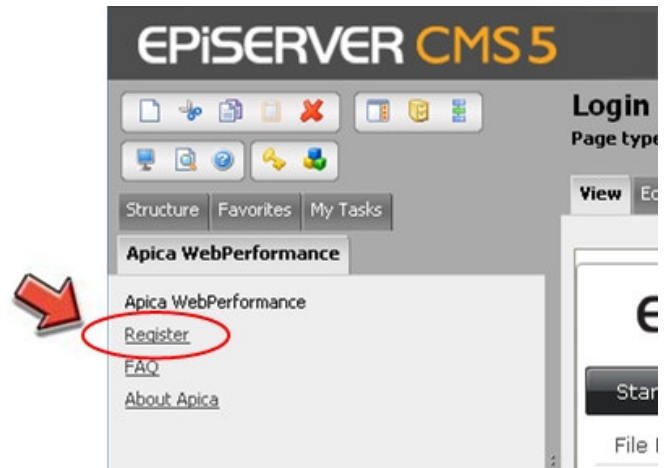 EPiSERVER CMS 5
Login
Page type
Structure Favorites My Tasks
View
Apica WebPerformance
Apica WebPerformance
Register
FAQ
About Apica
File